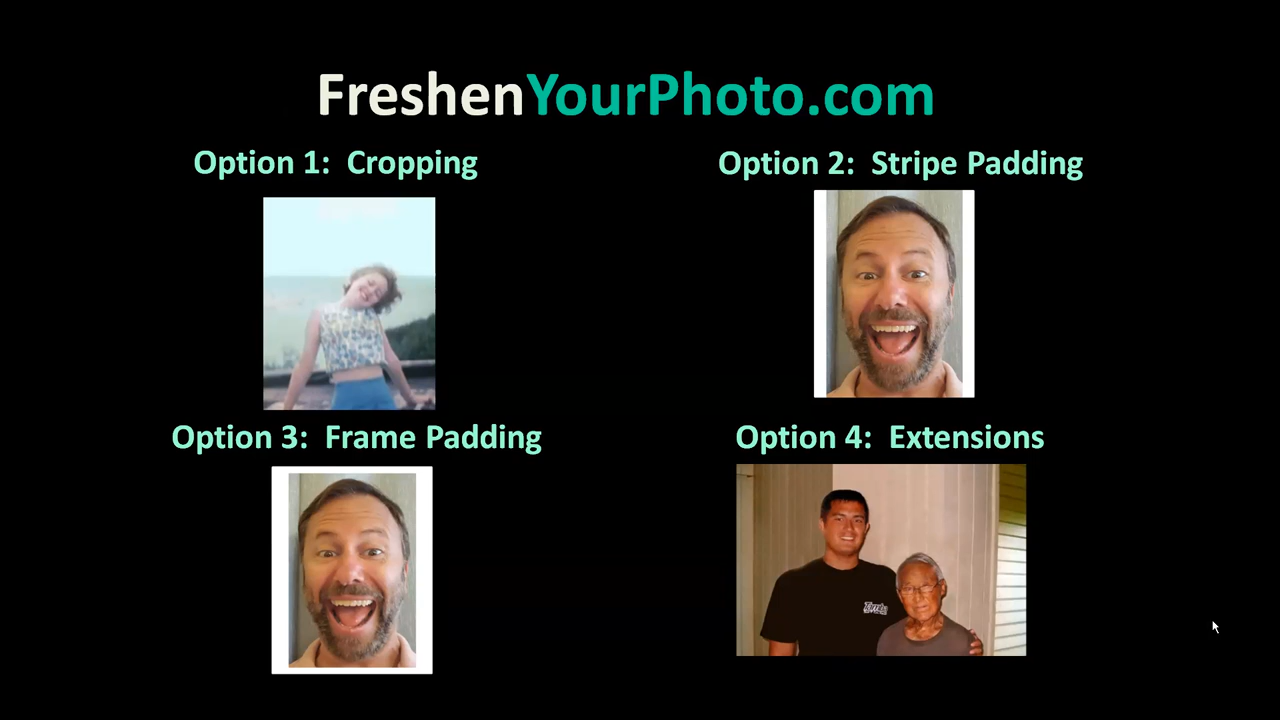 FreshenYourPhoto.com
Option 1: Cropping
Option 2: Stripe Padding
Option 3: Frame Padding
Option 4: Extensions